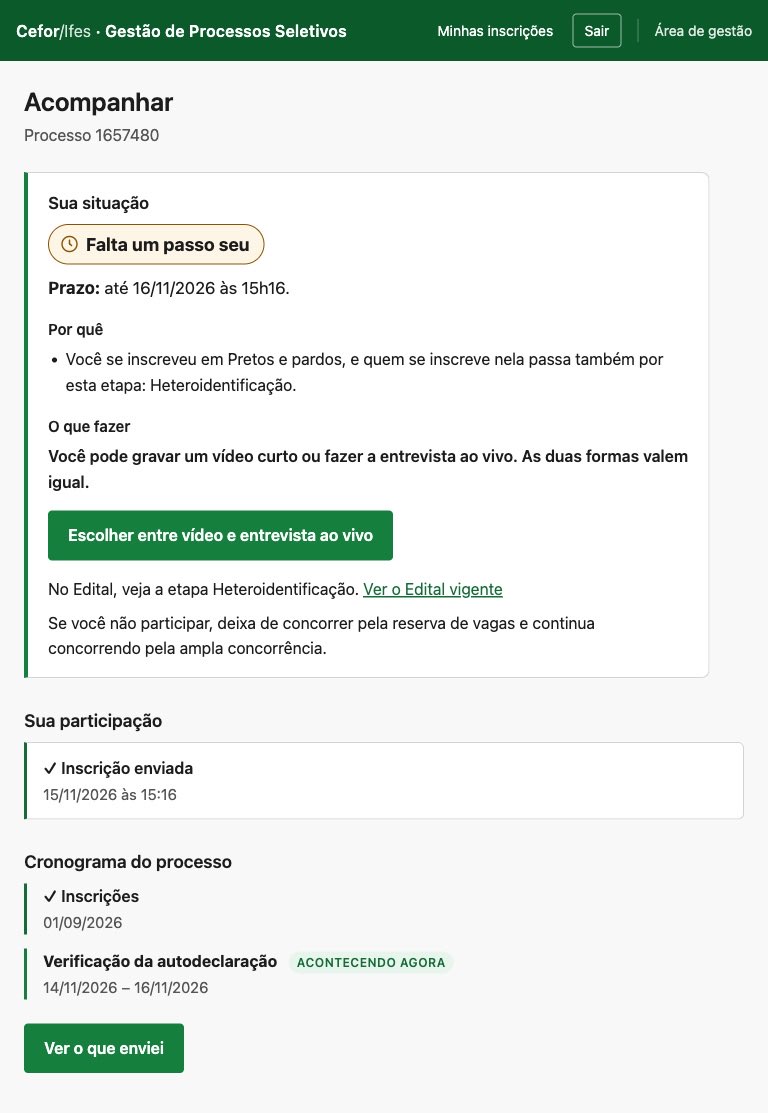 Cefor/Ifes · Gestão de Processos Seletivos
Minhas inscrições
Sair
Área de gestão
Acompanhar
Processo 1657480
Sua situação
Falta um passo seu
Prazo: até 16/11/2026 às 15h16.
Por quê
• Você se inscreveu em Pretos e pardos, e quem se inscreve nela passa também por
esta etapa: Heteroidentificação.
O que fazer
Você pode gravar um vídeo curto ou fazer a entrevista ao vivo. As duas formas valem
igual.
Escolher entre vídeo e entrevista ao vivo
No Edital, veja a etapa Heteroidentificação. Ver o Edital vigente
Se você não participar, deixa de concorrer pela reserva de vagas e continua
concorrendo pela ampla concorrência.
Sua participação
✓ Inscrição enviada
15/11/2026 às 15:16
Cronograma do processo
✓ Inscrições
01/09/2026
Verificação da autodeclaração ACONTECENDO AGORA
14/11/2026 – 16/11/2026
Ver o que enviei